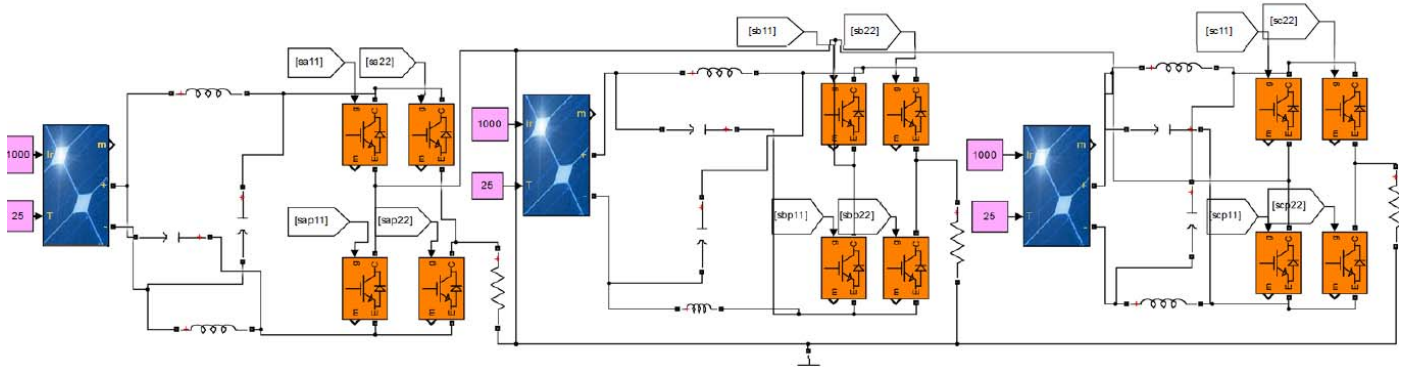 [sa11]
[sa22]
1000
Ir
m
+
25
T
-
g
C
m
E
[sap11]
[sap22]
g
C
m
E
g
C
m
E
[sb11]
[sb22]
1000
Ir
m
+
25
T
-
g
C
m
E
g
C
m
E
[sbp11]
[sbp22]
g
C
m
E
g
C
m
E
[sc11]
[sc22]
1000
Ir
m
+
25
T
-
g
C
m
E
g
C
m
E
[scp11]
[scp22]
g
C
m
E
g
C
m
E